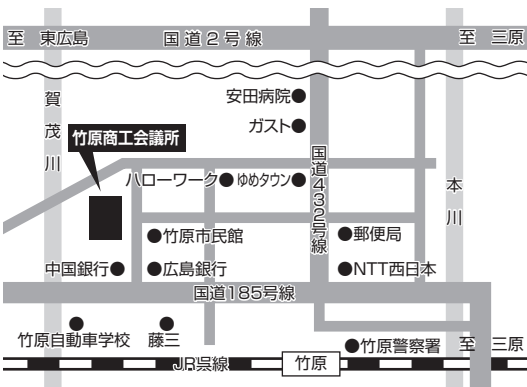 至 東広島
国道2号線
至 三原
賀茂川
安田病院●
ガスト●
竹原商工会議所
国道432号線
ハローワーク●
ゆめタウン●
本川
●竹原市民館
●郵便局
中国銀行●
●広島銀行
●NTT西日本
国道185号線
竹原自動車学校
藤三
●竹原警察署
至 三原
JR呉線
竹原